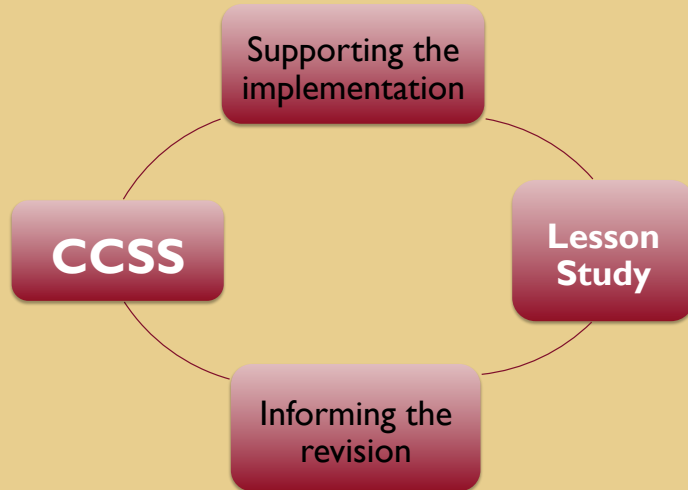 Supporting the
implementation
CCSS
Lesson
Study
Informing the
revision